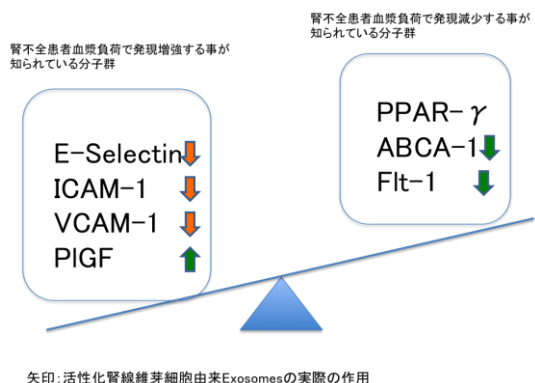 腎不全患者血漿負荷で発現増強する事が
知られている分子群
E-Selectin
ICAM-1
VCAM-1
PlGF
腎不全患者血漿負荷で発現減少する事が
知られている分子群
PPAR-γ
ABCA-1
Flt-1
矢印:活性化腎線維芽細胞由来Exosomesの実際の作用